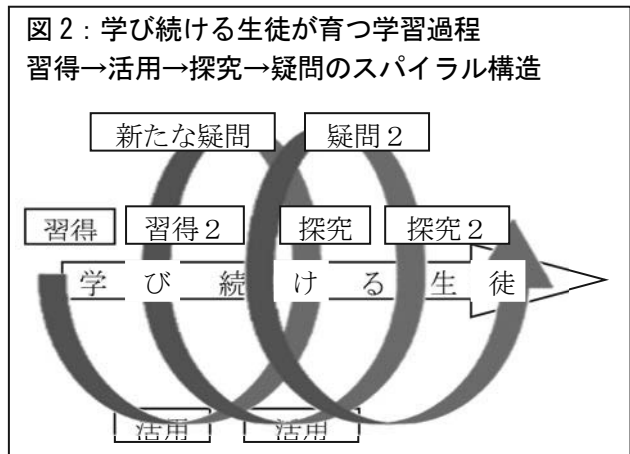 図2:学び続ける生徒が育つ学習過程
習得→活用→探究→疑問のスパイラル構造
新たな疑問 疑問2
習得 習得2 探究 探究2
学び続ける生徒
活用 活用